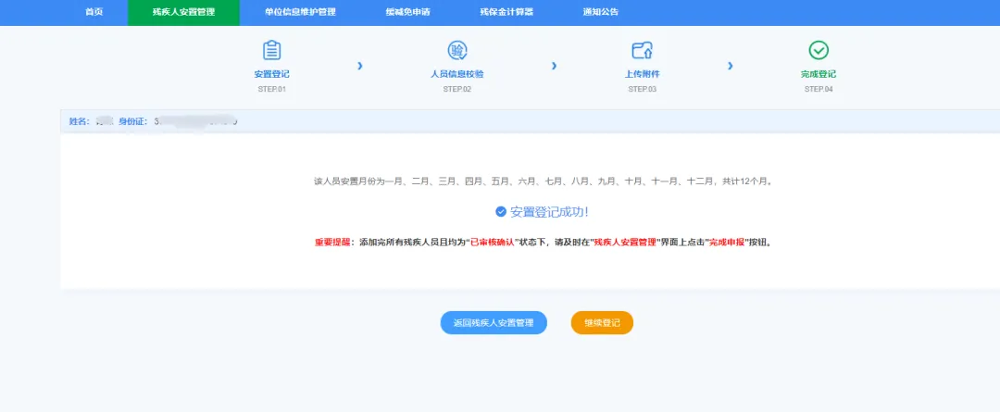 首页 残疾人安置管理 单位信息维护管理 缓减免申请 残保金计算器 通知公告
安置登记 人员信息校验 上传附件 完成登记
STEP.01 STEP.02 STEP.03 STEP.04
姓名： 身份证： 3
该人员安置月份为一月、二月、三月、四月、五月、六月、七月、八月、九月、十月、十一月、十二月，共计12个月。
安置登记成功！
重要提醒：添加完所有残疾人员且均为"已审核确认"状态下，请及时在"残疾人安置管理"界面上点击"完成申报"按钮。
返回残疾人安置管理 继续登记